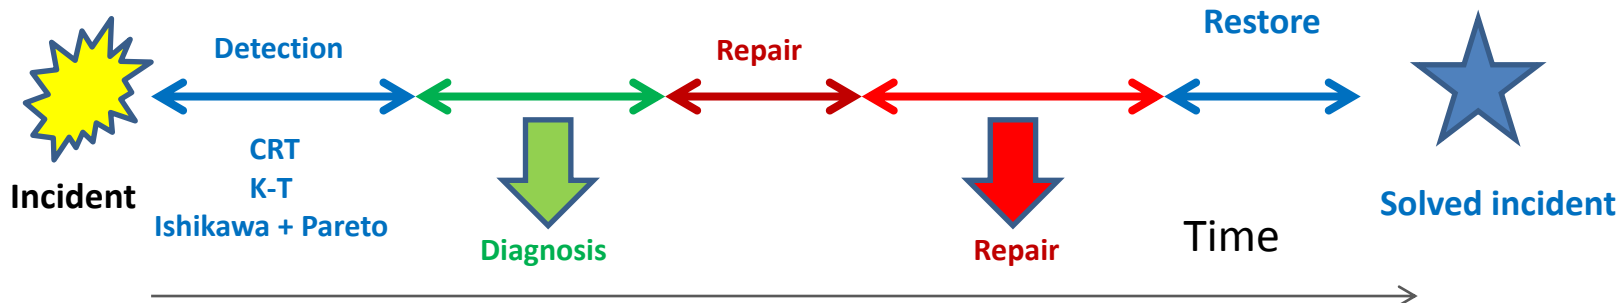 Restore
Detection
Repair
CRT
K-T
Ishikawa + Pareto
Incident
Diagnosis
Repair
Time
Solved incident